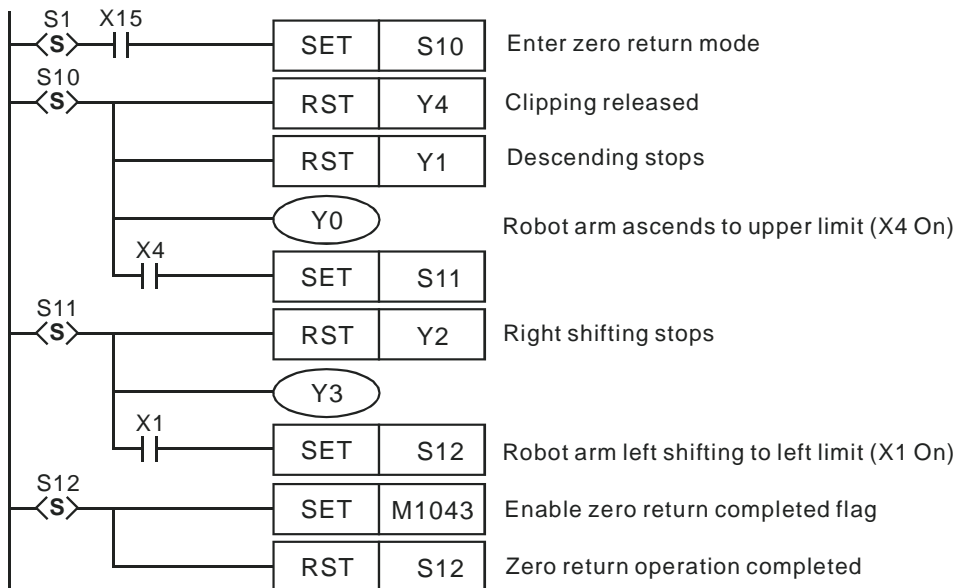 S1 X15
S SET S10 Enter zero return mode
S10
S RST Y4 Clipping released
RST Y1 Descending stops
Y0 Robot arm ascends to upper limit (X4 On)
X4
SET S11
S11
S RST Y2 Right shifting stops
Y3
X1
SET S12 Robot arm left shifting to left limit (X1 On)
S12
S SET M1043 Enable zero return completed flag
RST S12 Zero return operation completed